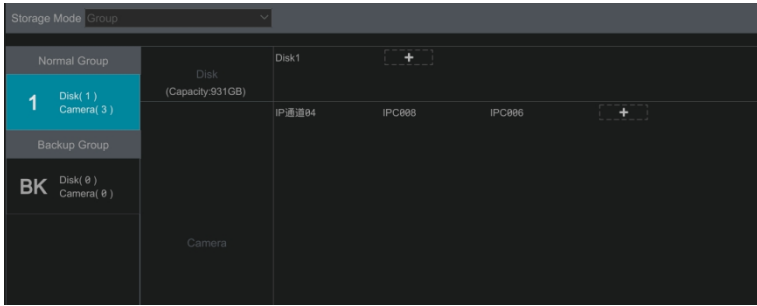 Storage Mode Group
Normal Group
1 Disk( 1 )
Camera( 3 )
Backup Group
BK Disk( 0 )
Camera( 0 )
Disk
(Capacity:931GB)
Disk1 +
IP通道04 IPC008 IPC006 +
Camera